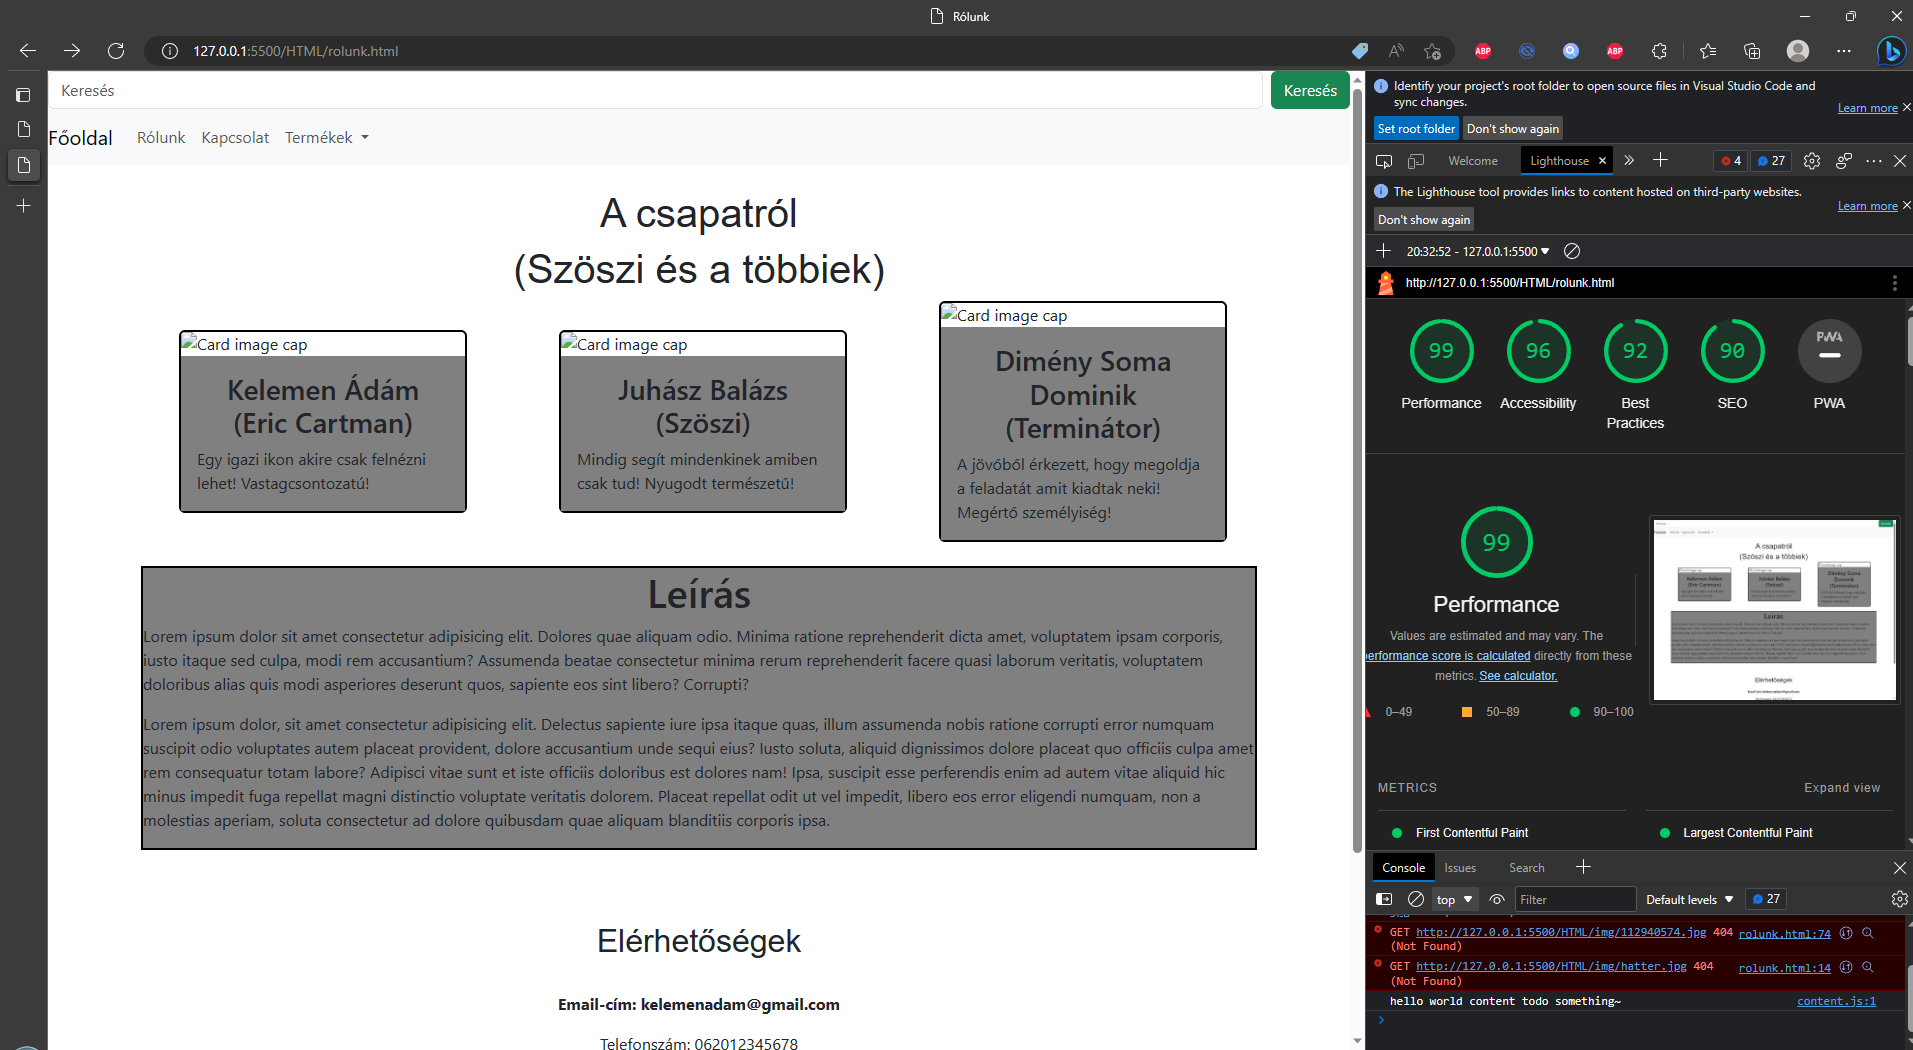 Rólunk
127.0.0.1:5500/HTML/rolunk.html
ABP
ABP
Keresés
Keresés
Főoldal
Rólunk
Kapcsolat
Termékek
A csapatról
(Szöszi és a többiek)
Card image cap
Kelemen Ádám
(Eric Cartman)
Egy igazi ikon akire csak felnézni
lehet! Vastagcsontozatú!
Card image cap
Juhász Balázs
(Szöszi)
Mindig segít mindenkinek amiben
csak tud! Nyugodt természetű!
Card image cap
Dimény Soma
Dominik
(Terminátor)
A jövőből érkezett, hogy megoldja
a feladatát amit kiadtak neki!
Megértő személyiség!
Leírás
Lorem ipsum dolor sit amet consectetur adipisicing elit. Dolores quae aliquam odio. Minima ratione reprehenderit dicta amet, voluptatem ipsam corporis,
iusto itaque sed culpa, modi rem accusantium? Assumenda beatae consectetur minima rerum reprehenderit facere quasi laborum veritatis, voluptatem
doloribus alias quis modi asperiores deserunt quos, sapiente eos sint libero? Corrupti?
Lorem ipsum dolor, sit amet consectetur adipisicing elit. Delectus sapiente iure ipsa itaque quas, illum assumenda nobis ratione corrupti error numquam
suscipit odio voluptates autem placeat provident, dolore accusantium unde sequi eius? Iusto soluta, aliquid dignissimos dolore placeat quo officiis culpa amet
rem consequatur totam labore? Adipisci vitae sunt et iste officiis doloribus est dolores nam! Ipsa, suscipit esse perferendis enim ad autem vitae aliquid hic
minus impedit fuga repellat magni distinctio voluptate veritatis dolorem. Placeat repellat odit ut vel impedit, libero eos error eligendi numquam, non a
molestias aperiam, soluta consectetur ad dolore quibusdam quae aliquam blanditiis corporis ipsa.
Elérhetőségek
Email-cím: kelemenadam@gmail.com
Telefonszám: 062012345678
Identify your project's root folder to open source files in Visual Studio Code and
sync changes.
Learn more
Set root folder
Don't show again
Welcome
Lighthouse
4
27
The Lighthouse tool provides links to content hosted on third-party websites.
Learn more
Don't show again
20:32:52 - 127.0.0.1:5500
http://127.0.0.1:5500/HTML/rolunk.html
99
Performance
96
Accessibility
92
Best
Practices
90
SEO
PWA
PWA
99
Performance
Values are estimated and may vary. The
performance score is calculated directly from these
metrics. See calculator.
0–49
50–89
90–100
METRICS
Expand view
First Contentful Paint
Largest Contentful Paint
A csapatról
(Szöszi és a többiek)
Leírás
Elérhetőségek
Console
Issues
Search
top
Filter
Default levels
27
GET http://127.0.0.1:5500/HTML/img/112940574.jpg 404
(Not Found)
rolunk.html:74
GET http://127.0.0.1:5500/HTML/img/hatter.jpg 404
(Not Found)
rolunk.html:14
hello world content todo something~
content.js:1